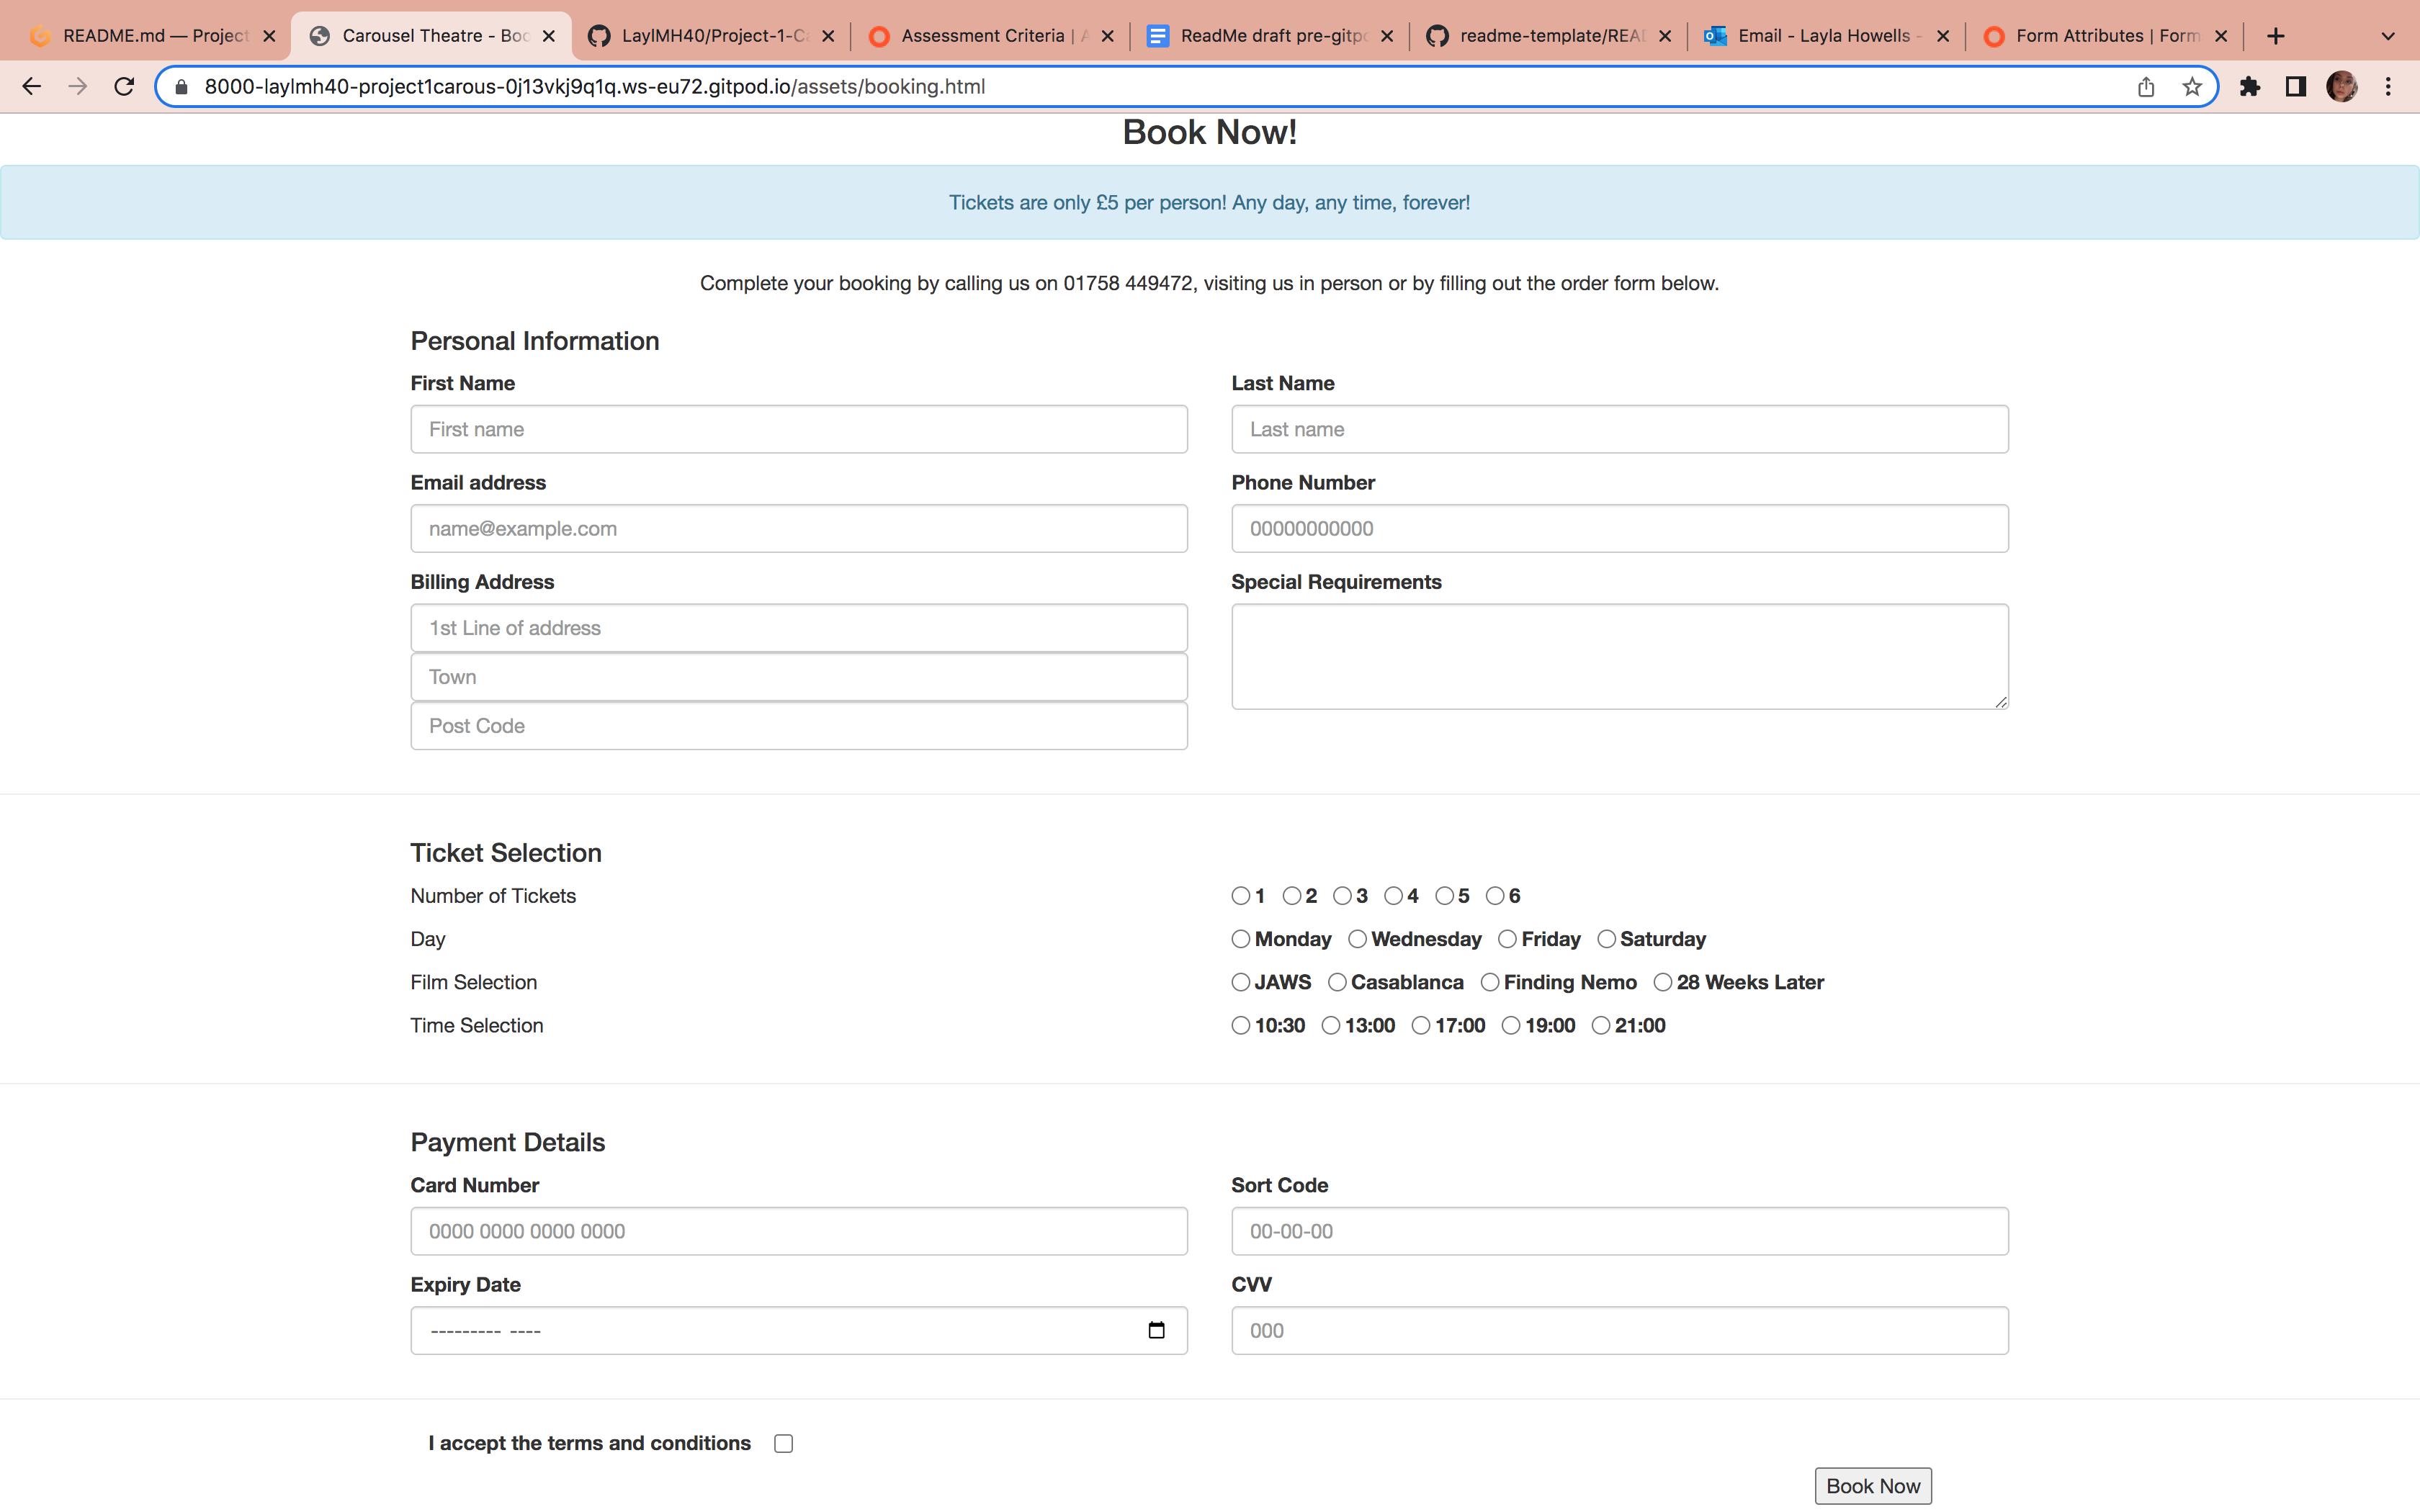 README.md — Project
Carousel Theatre - Boo
LaylMH40/Project-1-Ca
Assessment Criteria | A
ReadMe draft pre-gitpo
readme-template/READ
Email - Layla Howells -
Form Attributes | Form
8000-laylmh40-project1carous-0j13vkj9q1q.ws-eu72.gitpod.io/assets/booking.html
Book Now!
Tickets are only £5 per person! Any day, any time, forever!
Complete your booking by calling us on 01758 449472, visiting us in person or by filling out the order form below.
Personal Information
First Name Last Name
First name Last name
Email address Phone Number
name@example.com 00000000000
Billing Address Special Requirements
1st Line of address
Town
Post Code
Ticket Selection
Number of Tickets 1 2 3 4 5 6
Day Monday Wednesday Friday Saturday
Film Selection JAWS Casablanca Finding Nemo 28 Weeks Later
Time Selection 10:30 13:00 17:00 19:00 21:00
Payment Details
Card Number Sort Code
0000 0000 0000 0000 00-00-00
Expiry Date CVV
--------- ---- 000
I accept the terms and conditions
Book Now